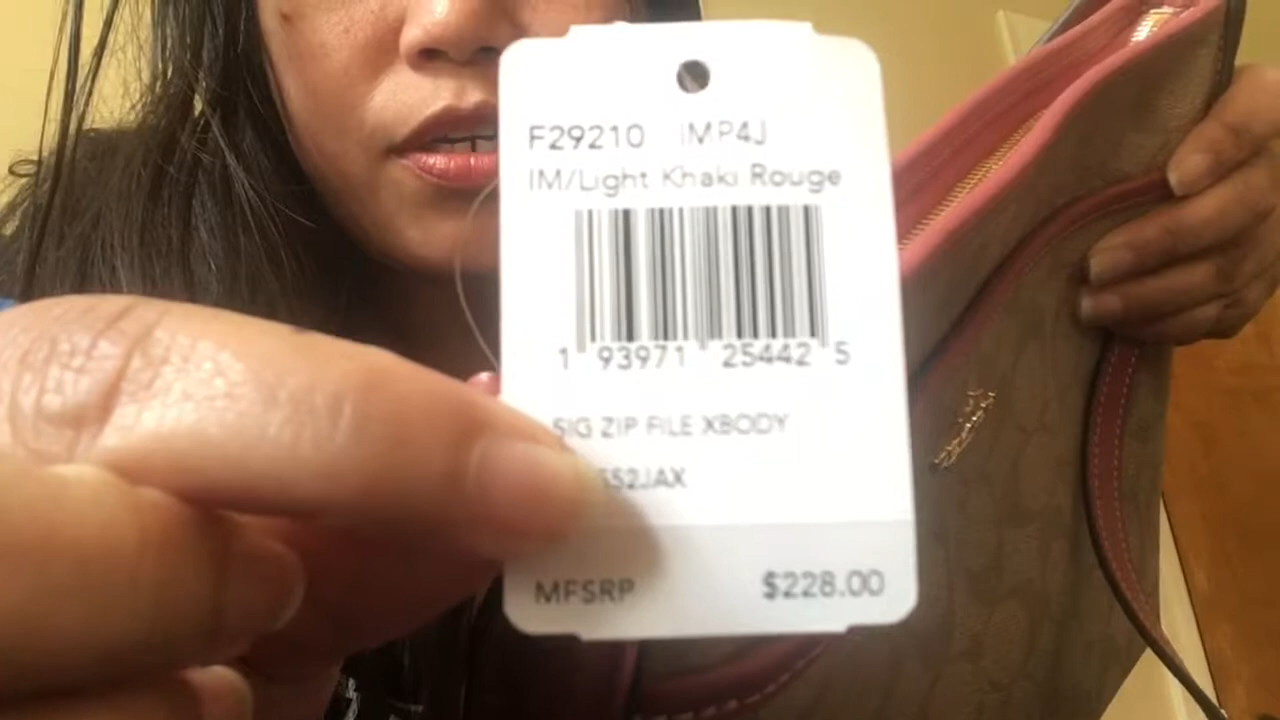 F29210 IMP4J
IM/Light Khaki Rouge
1 93971 25442 5
SIG ZIP FILE XBODY
MFSRP $228.00